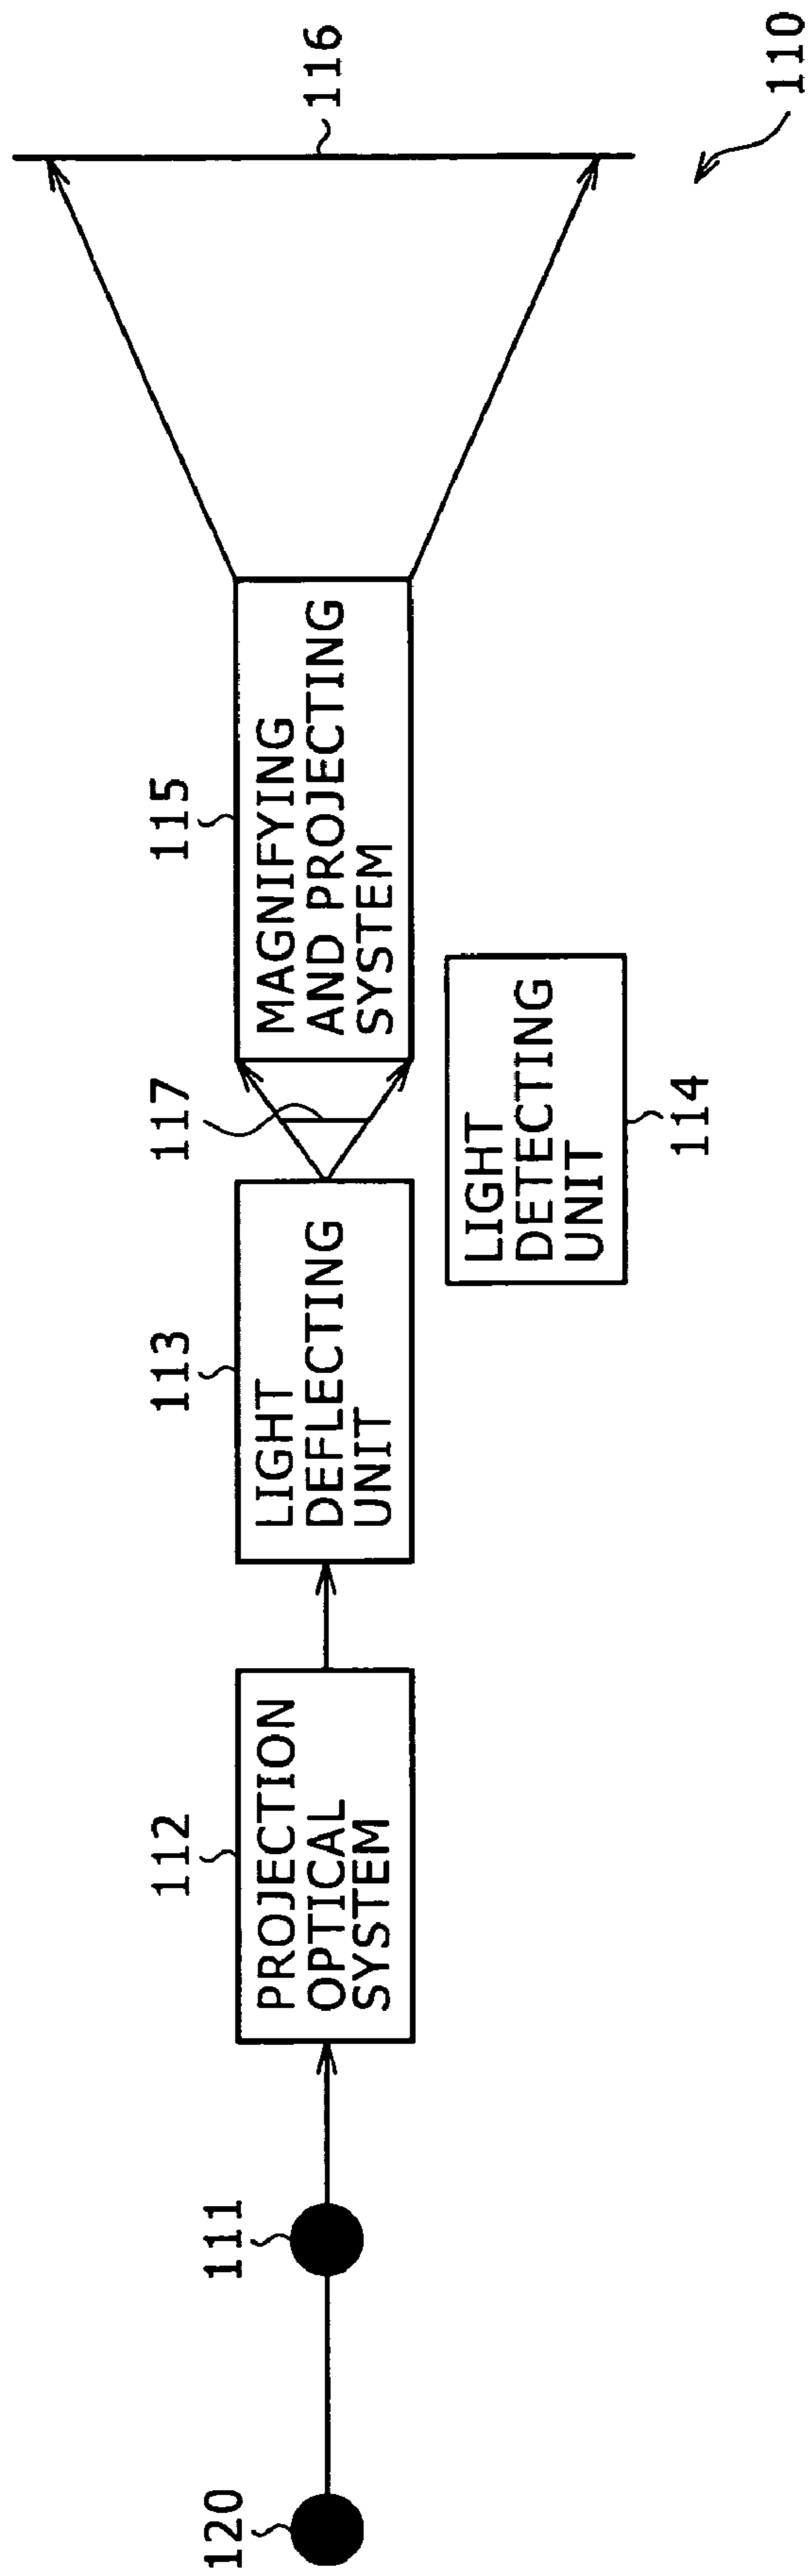 120
111
112
PROJECTION
OPTICAL
SYSTEM
113
LIGHT
DEFLECTING
UNIT
117
115
MAGNIFYING
AND PROJECTING
SYSTEM
LIGHT
DETECTING
UNIT
114
116
110